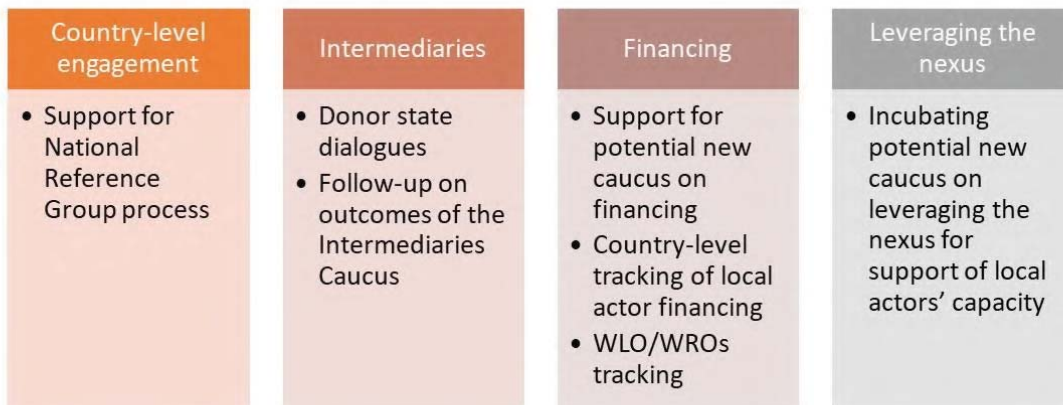 Country-level
engagement
• Support for
National
Reference
Group process
Intermediaries
• Donor state
dialogues
• Follow-up on
outcomes of the
Intermediaries
Caucus
Financing
• Support for
potential new
caucus on
financing
• Country-level
tracking of local
actor financing
• WLO/WROs
tracking
Leveraging the
nexus
• Incubating
potential new
caucus on
leveraging the
nexus for
support of local
actors’ capacity